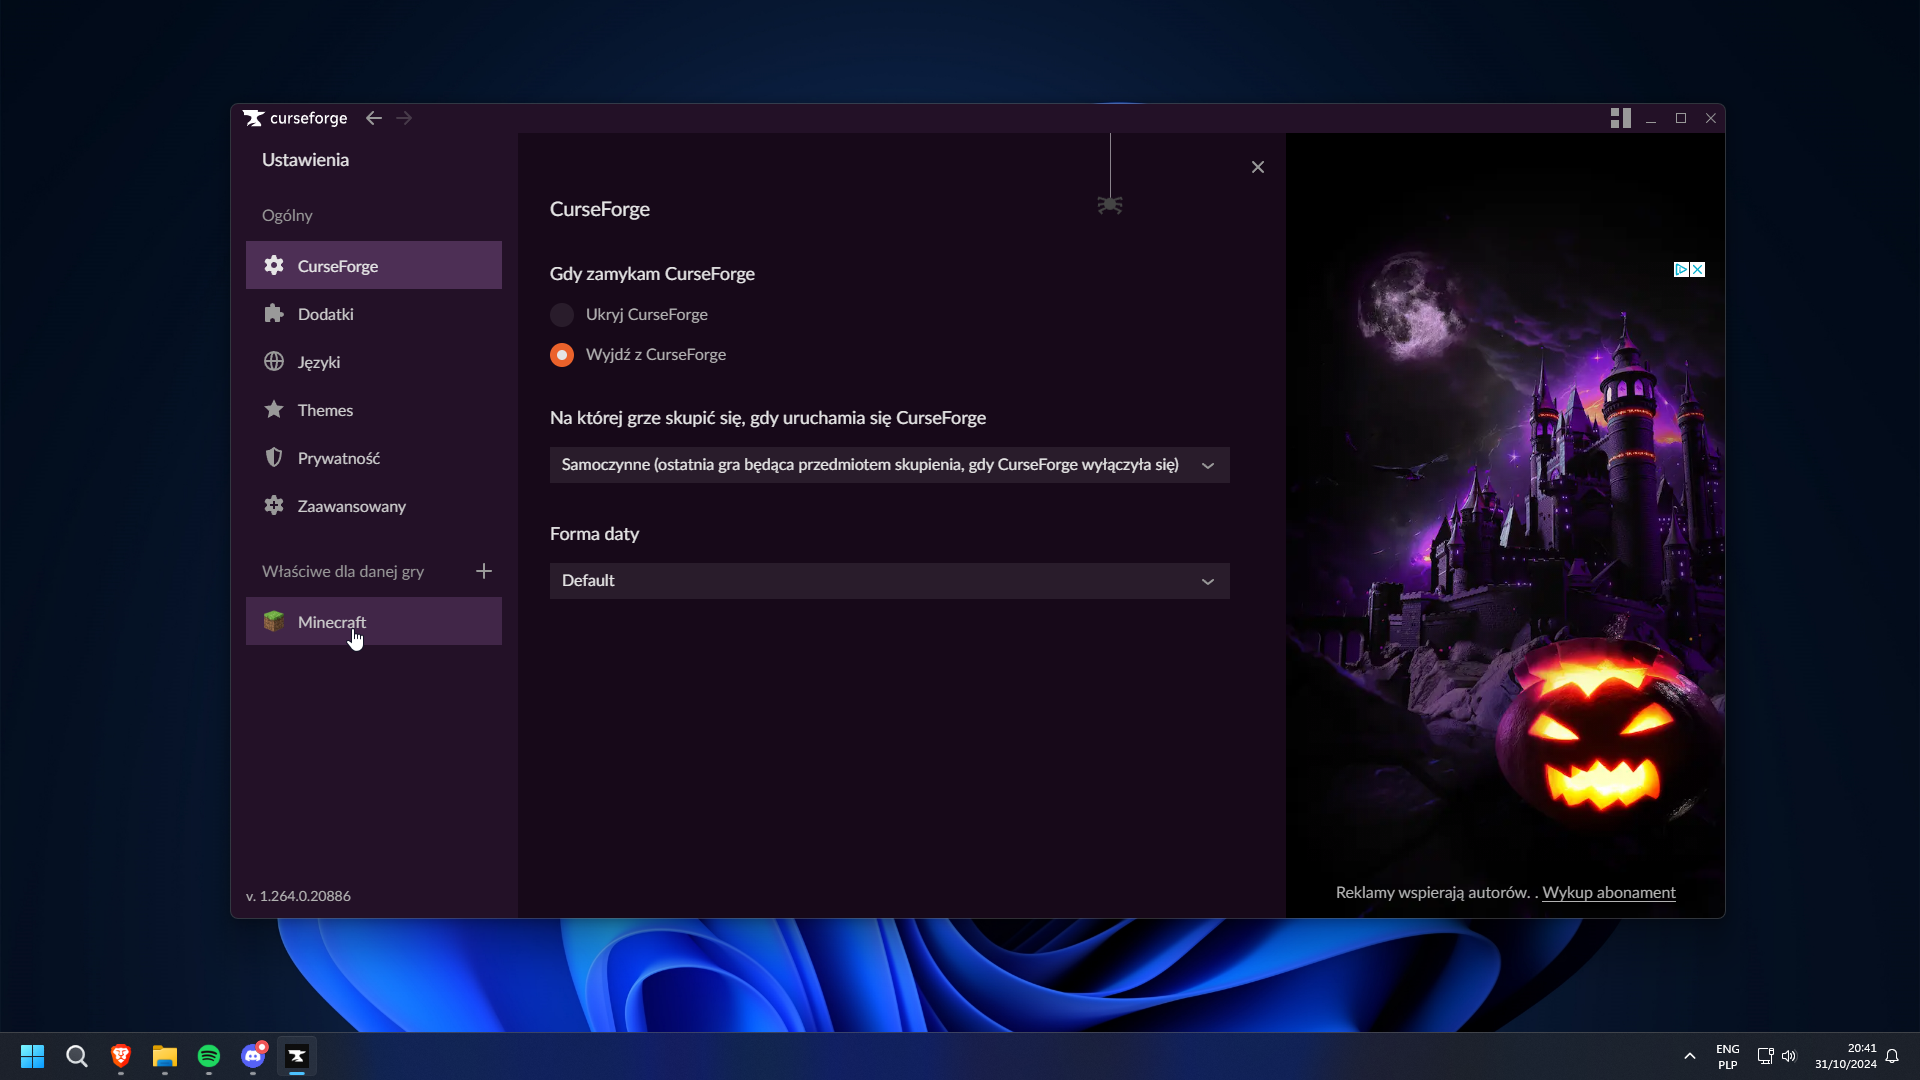 curseforge
Ustawienia
Ogólny
CurseForge
Dodatki
Języki
Themes
Prywatność
Zaawansowany
Właściwe dla danej gry
Minecraft
v. 1.264.0.20886
CurseForge
Gdy zamykam CurseForge
Ukryj CurseForge
Wyjdź z CurseForge
Na której grze skupić się, gdy uruchamia się CurseForge
Samoczynne (ostatnia gra będąca przedmiotem skupienia, gdy CurseForge wyłączyła się)
Forma daty
Default
Reklamy wspierają autorów. . Wykup abonament
ENG
PLP
20:41
31/10/2024